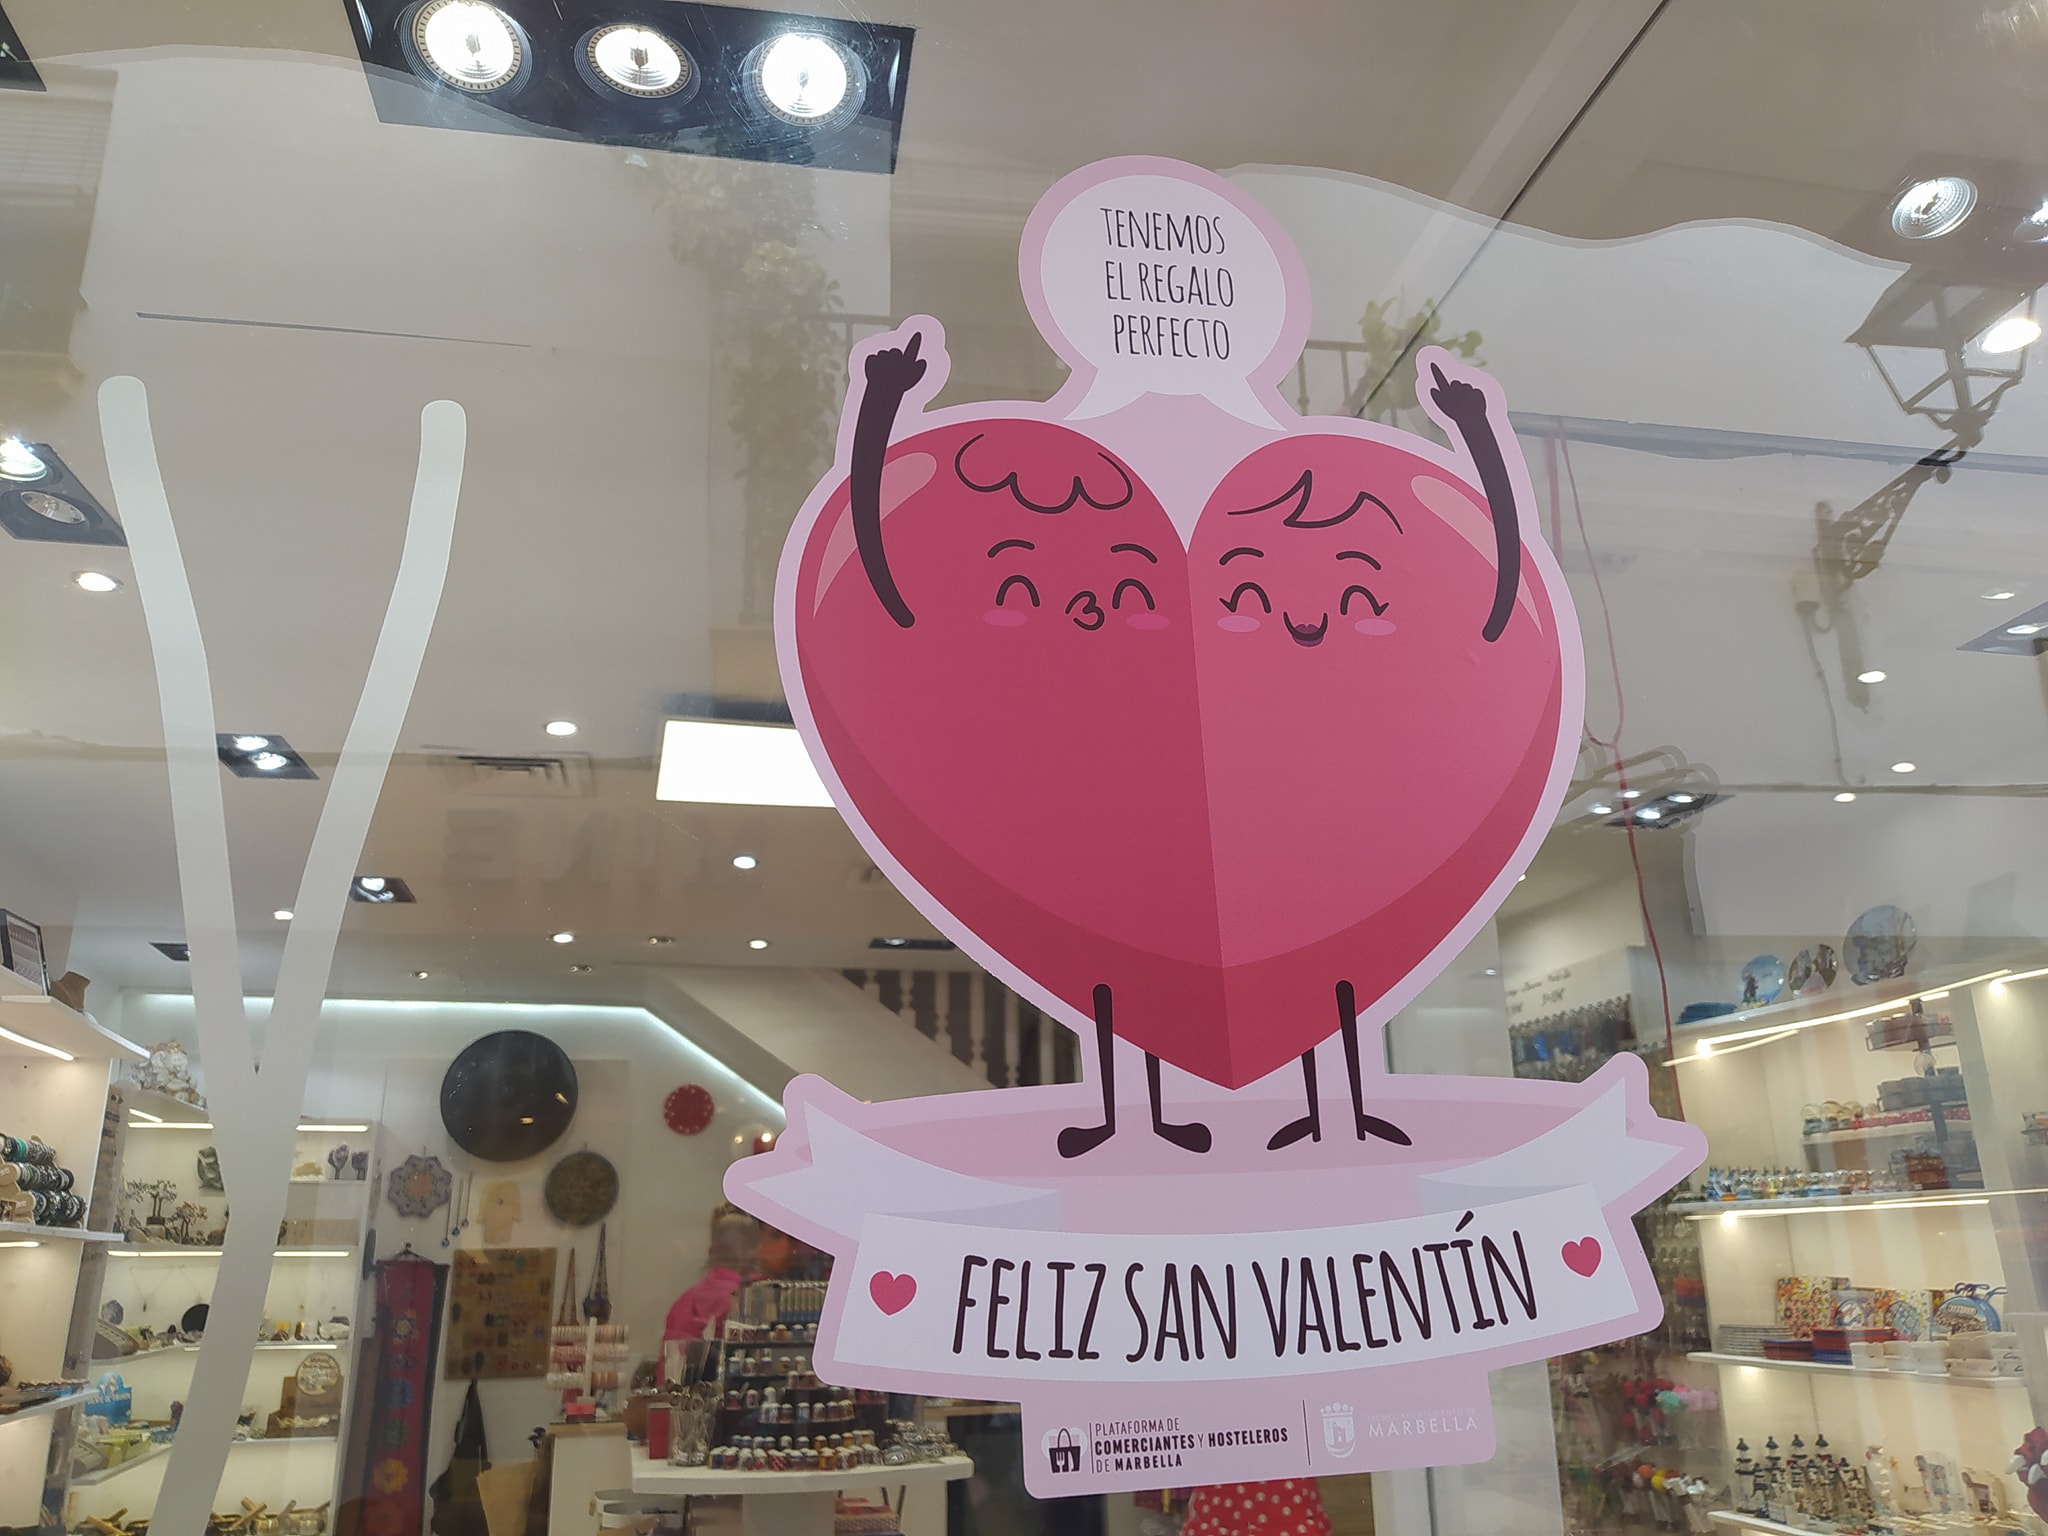 TENEMOS
EL REGALO
PERFECTO
FELIZ SAN VALENTÍN
PLATAFORMA DE
COMERCIANTES Y HOSTELEROS
DE MARBELLA
MARBELLA